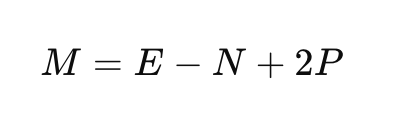 M = E − N + 2P